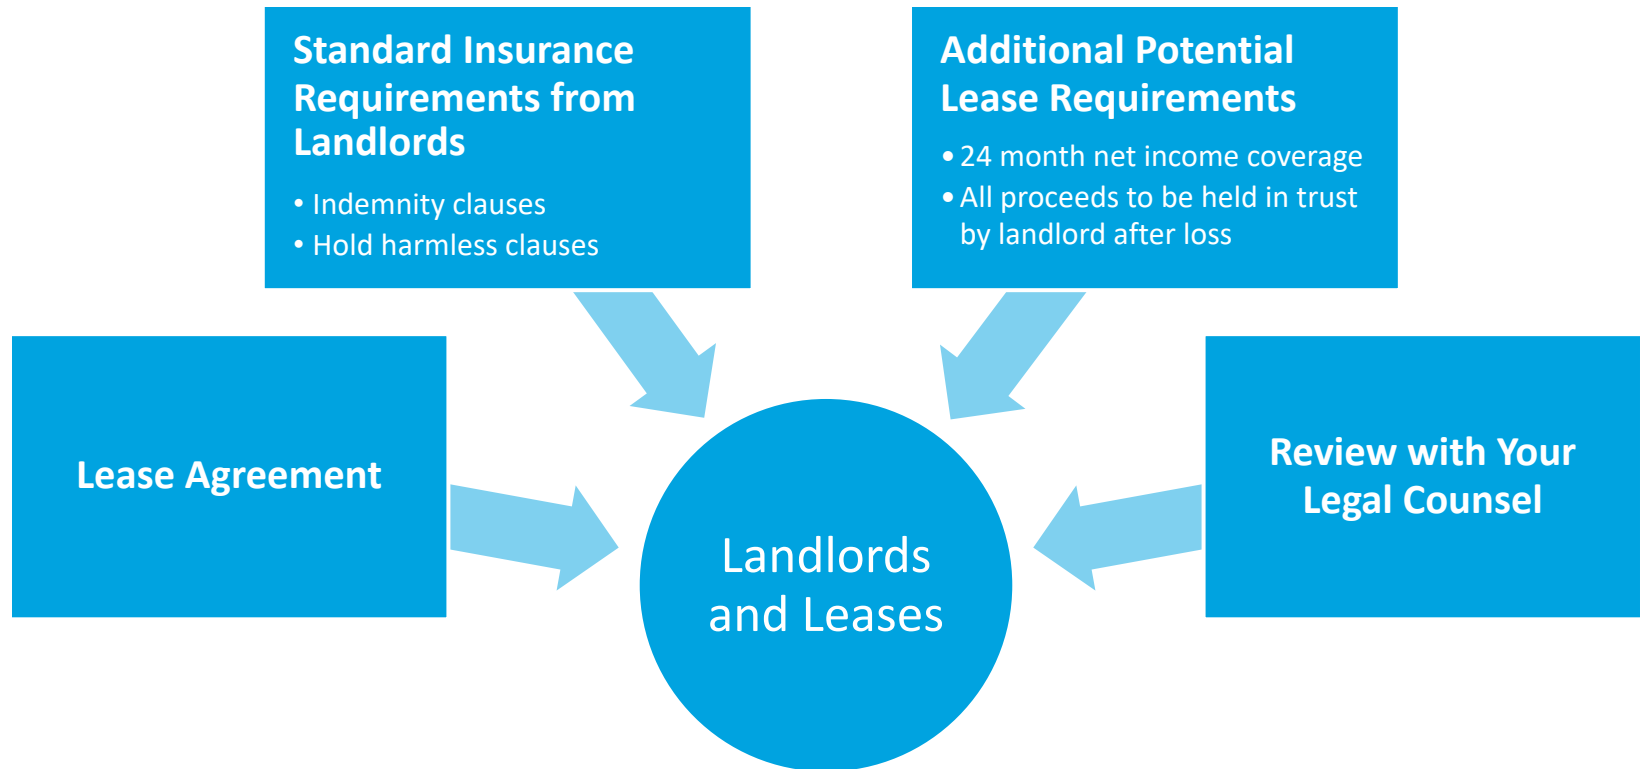 Standard Insurance
Requirements from
Landlords
• Indemnity clauses
• Hold harmless clauses
Additional Potential
Lease Requirements
• 24 month net income coverage
• All proceeds to be held in trust
by landlord after loss
Lease Agreement
Review with Your
Legal Counsel
Landlords
and Leases